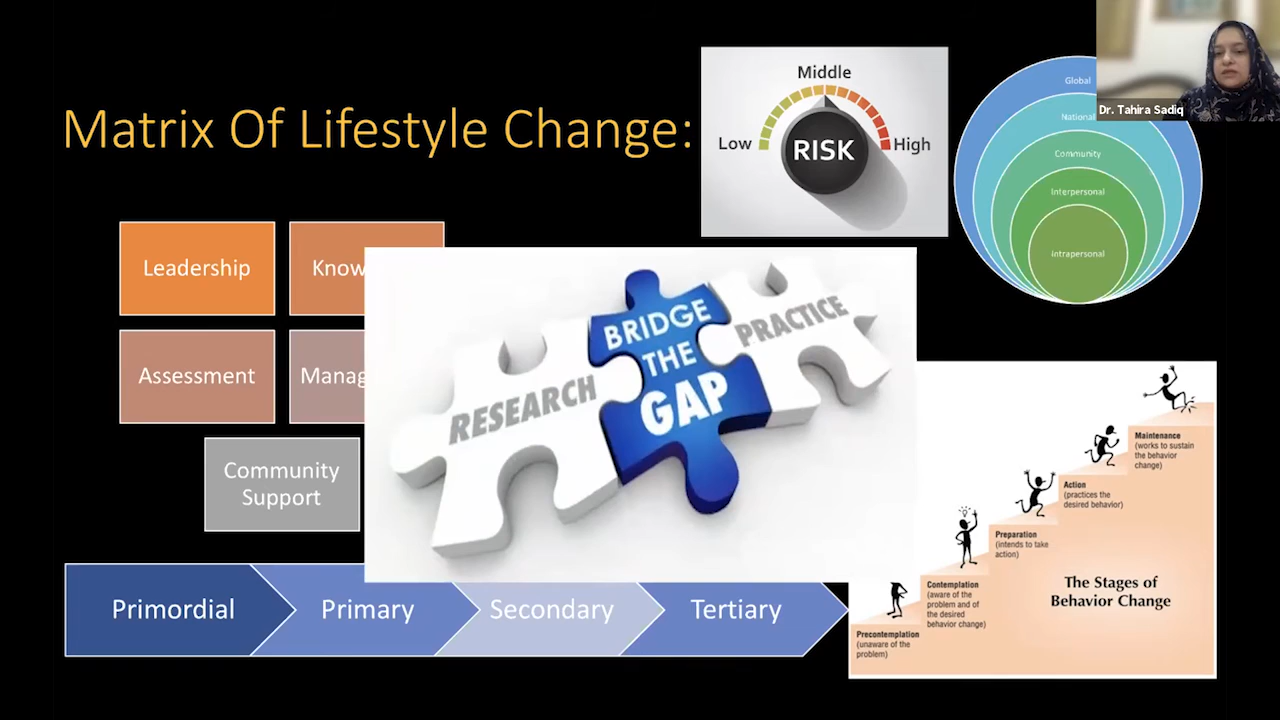 Matrix Of Lifestyle Change:
Middle
Low
High
RISK
Global
National
Community
Interpersonal
Intrapersonal
Dr. Tahira Sadiq
Leadership
Know
Assessment
Manag
Community
Support
RESEARCH
BRIDGE
THE
GAP
PRACTICE
Primordial
Primary
Secondary
Tertiary
Maintenance
(works to sustain
the behavior
change)
Action
(practices the
desired behavior)
Preparation
(intends to take
action)
Contemplation
(aware of the
problem and of
the desired
behavior change)
Precontemplation
(unaware of the
problem)
The Stages of
Behavior Change